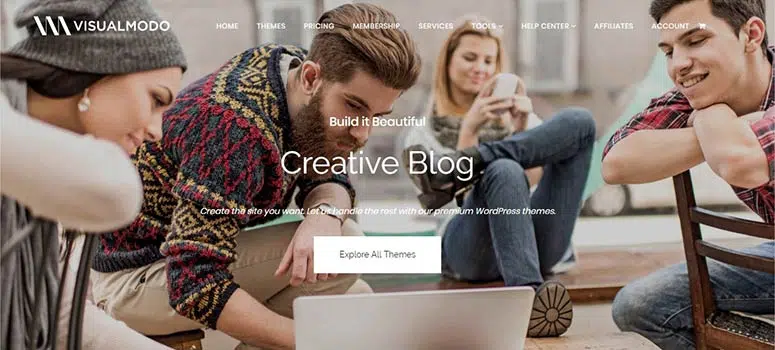 VISUALMODO
HOME THEMES PRICING MEMBERSHIP SERVICES TOOLS HELP CENTER AFFILIATES ACCOUNT
Build it Beautiful
Creative Blog
Create the site you want. Let us handle the rest with our premium WordPress themes.
Explore All Themes